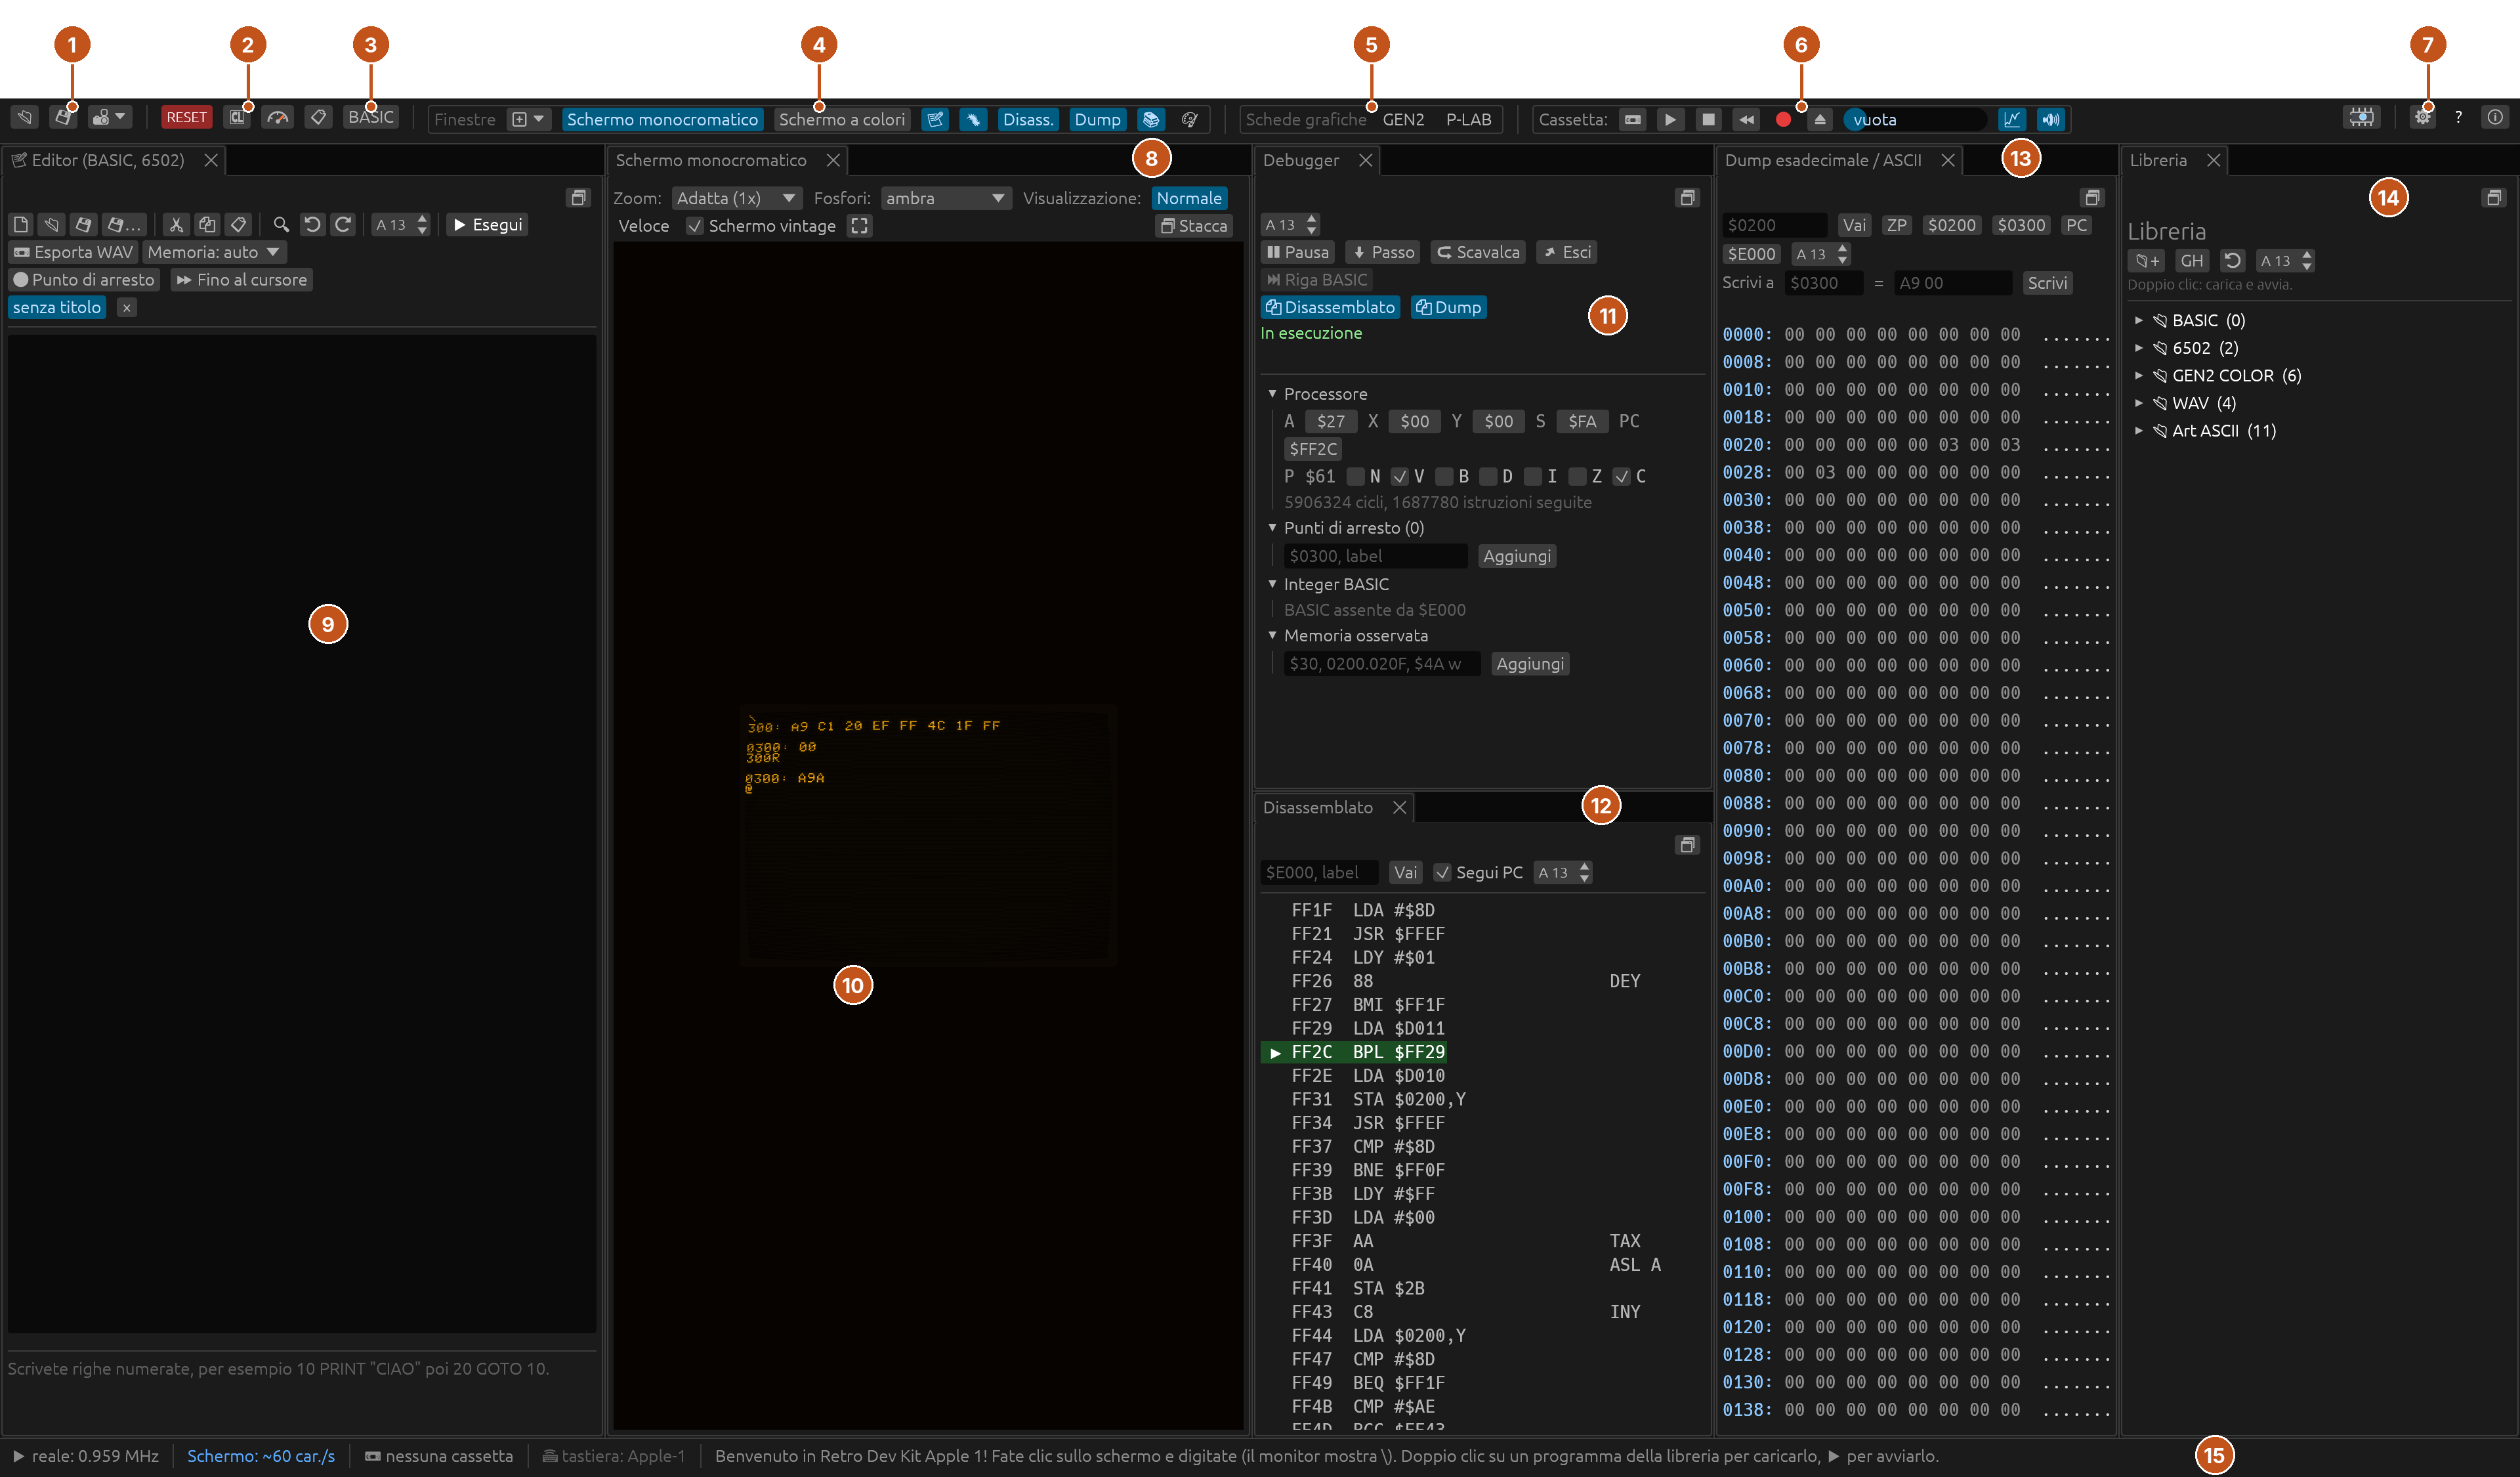 1 2 3 4 5 6 7
RESET CL BASIC Finestre Schermo monocromatico Schermo a colori Disass. Dump Schede grafiche GEN2 P-LAB Cassetta: vuota ?
Editor (BASIC, 6502)
A 13 Esegui
Esporta WAV Memoria: auto
Punto di arresto Fino al cursore
senza titolo x
9
Scrivete righe numerate, per esempio 10 PRINT "CIAO" poi 20 GOTO 10.
Schermo monocromatico 8
Zoom: Adatta (1x) Fosfori: ambra Visualizzazione: Normale
Veloce Schermo vintage Stacca
\
300: A9 C1 20 EF FF 4C 1F FF
0300: 00
300R
0300: A9A
@
10
Debugger
A 13
Pausa Passo Scavalca Esci
Riga BASIC
Disassemblato Dump 11
In esecuzione
Processore
A $27 X $00 Y $00 S $FA PC
$FF2C
P $61 N V B D I Z C
5906324 cicli, 1687780 istruzioni seguite
Punti di arresto (0)
$0300, label Aggiungi
Integer BASIC
BASIC assente da $E000
Memoria osservata
$30, 0200.020F, $4A w Aggiungi
Disassemblato 12
$E000, label Vai Segui PC A 13
FF1F LDA #$8D
FF21 JSR $FFEF
FF24 LDY #$01
FF26 88 DEY
FF27 BMI $FF1F
FF29 LDA $D011
FF2C BPL $FF29
FF2E LDA $D010
FF31 STA $0200,Y
FF34 JSR $FFEF
FF37 CMP #$8D
FF39 BNE $FF0F
FF3B LDY #$FF
FF3D LDA #$00
FF3F AA TAX
FF40 0A ASL A
FF41 STA $2B
FF43 C8 INY
FF44 LDA $0200,Y
FF47 CMP #$8D
FF49 BEQ $FF1F
FF4B CMP #$AE
FF4D BCC $FF43
Dump esadecimale / ASCII 13
$0200 Vai ZP $0200 $0300 PC
$E000 A 13
Scrivi a $0300 = A9 00 Scrivi
0000: 00 00 00 00 00 00 00 00 .......
0008: 00 00 00 00 00 00 00 00 .......
0010: 00 00 00 00 00 00 00 00 .......
0018: 00 00 00 00 00 00 00 00 .......
0020: 00 00 00 00 00 03 00 03 .......
0028: 00 03 00 00 00 00 00 00 .......
0030: 00 00 00 00 00 00 00 00 .......
0038: 00 00 00 00 00 00 00 00 .......
0040: 00 00 00 00 00 00 00 00 .......
0048: 00 00 00 00 00 00 00 00 .......
0050: 00 00 00 00 00 00 00 00 .......
0058: 00 00 00 00 00 00 00 00 .......
0060: 00 00 00 00 00 00 00 00 .......
0068: 00 00 00 00 00 00 00 00 .......
0070: 00 00 00 00 00 00 00 00 .......
0078: 00 00 00 00 00 00 00 00 .......
0080: 00 00 00 00 00 00 00 00 .......
0088: 00 00 00 00 00 00 00 00 .......
0090: 00 00 00 00 00 00 00 00 .......
0098: 00 00 00 00 00 00 00 00 .......
00A0: 00 00 00 00 00 00 00 00 .......
00A8: 00 00 00 00 00 00 00 00 .......
00B0: 00 00 00 00 00 00 00 00 .......
00B8: 00 00 00 00 00 00 00 00 .......
00C0: 00 00 00 00 00 00 00 00 .......
00C8: 00 00 00 00 00 00 00 00 .......
00D0: 00 00 00 00 00 00 00 00 .......
00D8: 00 00 00 00 00 00 00 00 .......
00E0: 00 00 00 00 00 00 00 00 .......
00E8: 00 00 00 00 00 00 00 00 .......
00F0: 00 00 00 00 00 00 00 00 .......
00F8: 00 00 00 00 00 00 00 00 .......
0100: 00 00 00 00 00 00 00 00 .......
0108: 00 00 00 00 00 00 00 00 .......
0110: 00 00 00 00 00 00 00 00 .......
0118: 00 00 00 00 00 00 00 00 .......
0120: 00 00 00 00 00 00 00 00 .......
0128: 00 00 00 00 00 00 00 00 .......
0130: 00 00 00 00 00 00 00 00 .......
0138: 00 00 00 00 00 00 00 00 .......
Libreria
14
Libreria
+ GH A 13
Doppio clic: carica e avvia.
BASIC (0)
6502 (2)
GEN2 COLOR (6)
WAV (4)
Art ASCII (11)
reale: 0.959 MHz Schermo: ~60 car./s nessuna cassetta tastiera: Apple-1 Benvenuto in Retro Dev Kit Apple 1! Fate clic sullo schermo e digitate (il monitor mostra \). Doppio clic su un programma della libreria per caricarlo, ▶ per avviarlo. 15